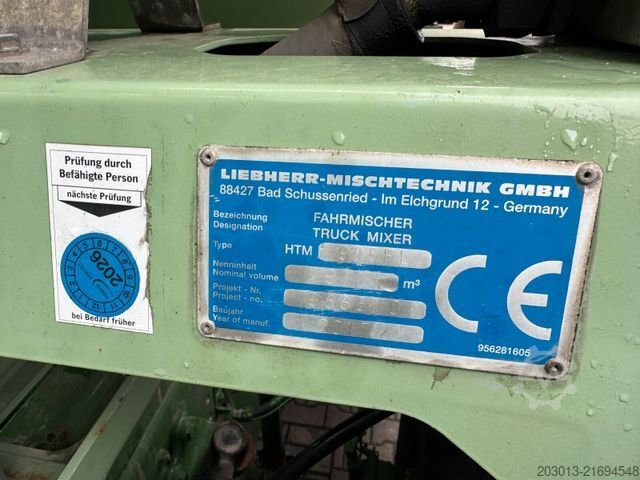 Prüfung durch
Befähigte Person
nächste Prüfung
2026
bei Bedarf früher
LIEBHERR-MISCHTECHNIK GMBH
88427 Bad Schussenried - Im Elchgrund 12 - Germany
Bezeichnung
Designation
FAHRMISCHER
TRUCK MIXER
Type
HTM
Nenninhalt
Nominal volume
m³
Projekt - Nr.
Project - no.
Baujahr
Year of manuf.
956281605
203013-21694548